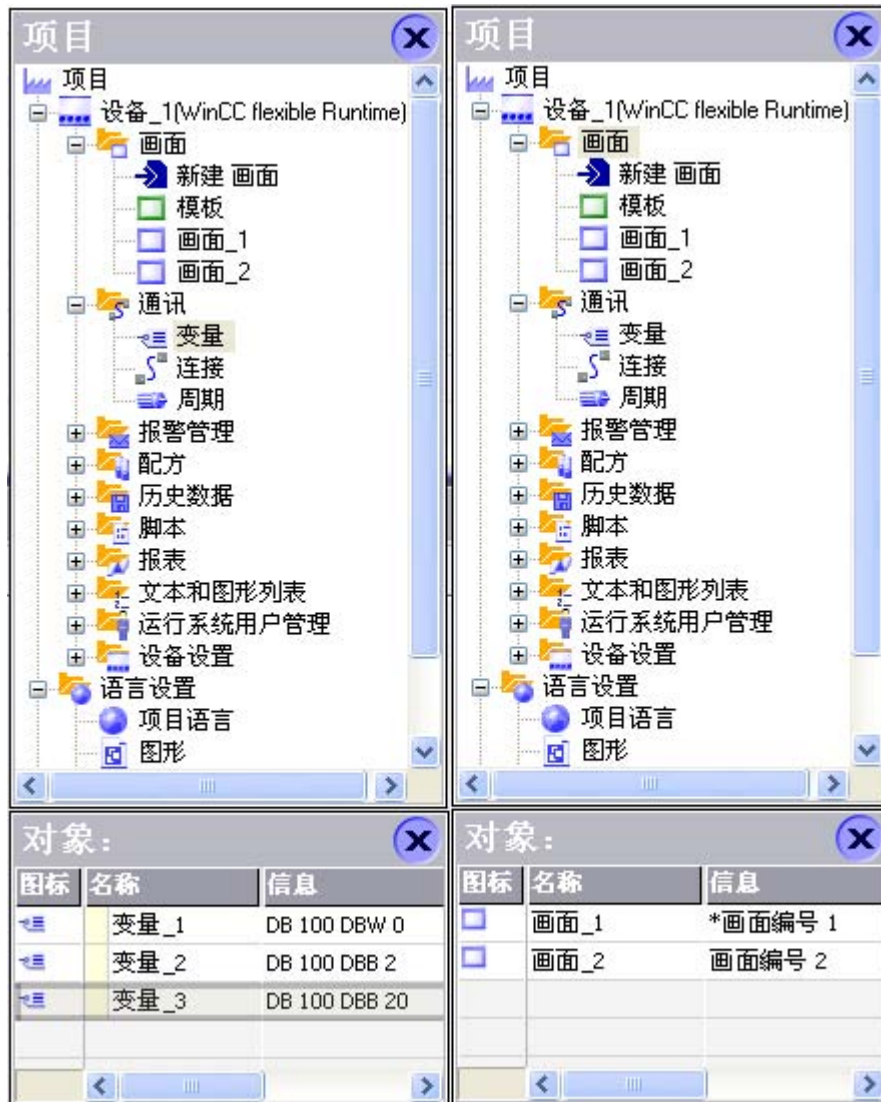 项目
项目
设备_1(WinCC flexible Runtime)
画面
新建 画面
模板
画面_1
画面_2
通讯
变量
连接
周期
报警管理
配方
历史数据
脚本
报表
文本和图形列表
运行系统用户管理
设备设置
语言设置
项目语言
图形
对象:
图标 名称 信息
变量_1 DB 100 DBW 0
变量_2 DB 100 DBB 2
变量_3 DB 100 DBB 20
项目
项目
设备_1(WinCC flexible Runtime)
画面
新建 画面
模板
画面_1
画面_2
通讯
变量
连接
周期
报警管理
配方
历史数据
脚本
报表
文本和图形列表
运行系统用户管理
设备设置
语言设置
项目语言
图形
对象:
图标 名称 信息
画面_1 *画面编号 1
画面_2 画面编号 2